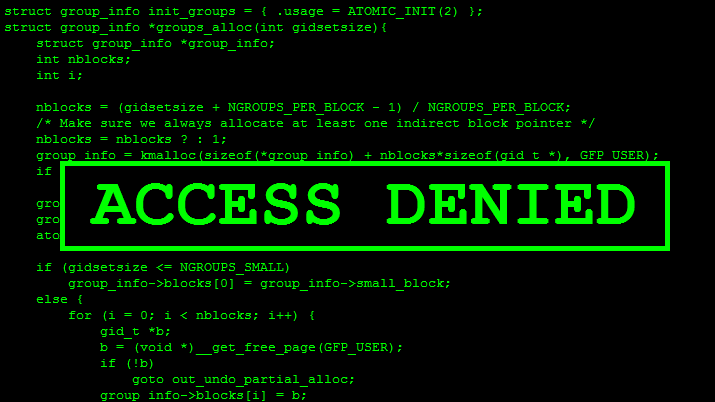 struct group_info init_groups = { .usage = ATOMIC_INIT(2) };
struct group_info *groups_alloc(int gidsetsize){
    struct group_info *group_info;
    int nblocks;
    int i;

    nblocks = (gidsetsize + NGROUPS_PER_BLOCK - 1) / NGROUPS_PER_BLOCK;
    /* Make sure we always allocate at least one indirect block pointer */
    nblocks = nblocks ? : 1;
    group_info = kmalloc(sizeof(*group_info) + nblocks*sizeof(gid_t *), GFP_USER);
    if
ACCESS DENIED
    gro
    gro
    ato

    if (gidsetsize <= NGROUPS_SMALL)
        group_info->blocks[0] = group_info->small_block;
    else {
        for (i = 0; i < nblocks; i++) {
            gid_t *b;
            b = (void *)__get_free_page(GFP_USER);
            if (!b)
                goto out_undo_partial_alloc;
            group_info->blocks[i] = b;